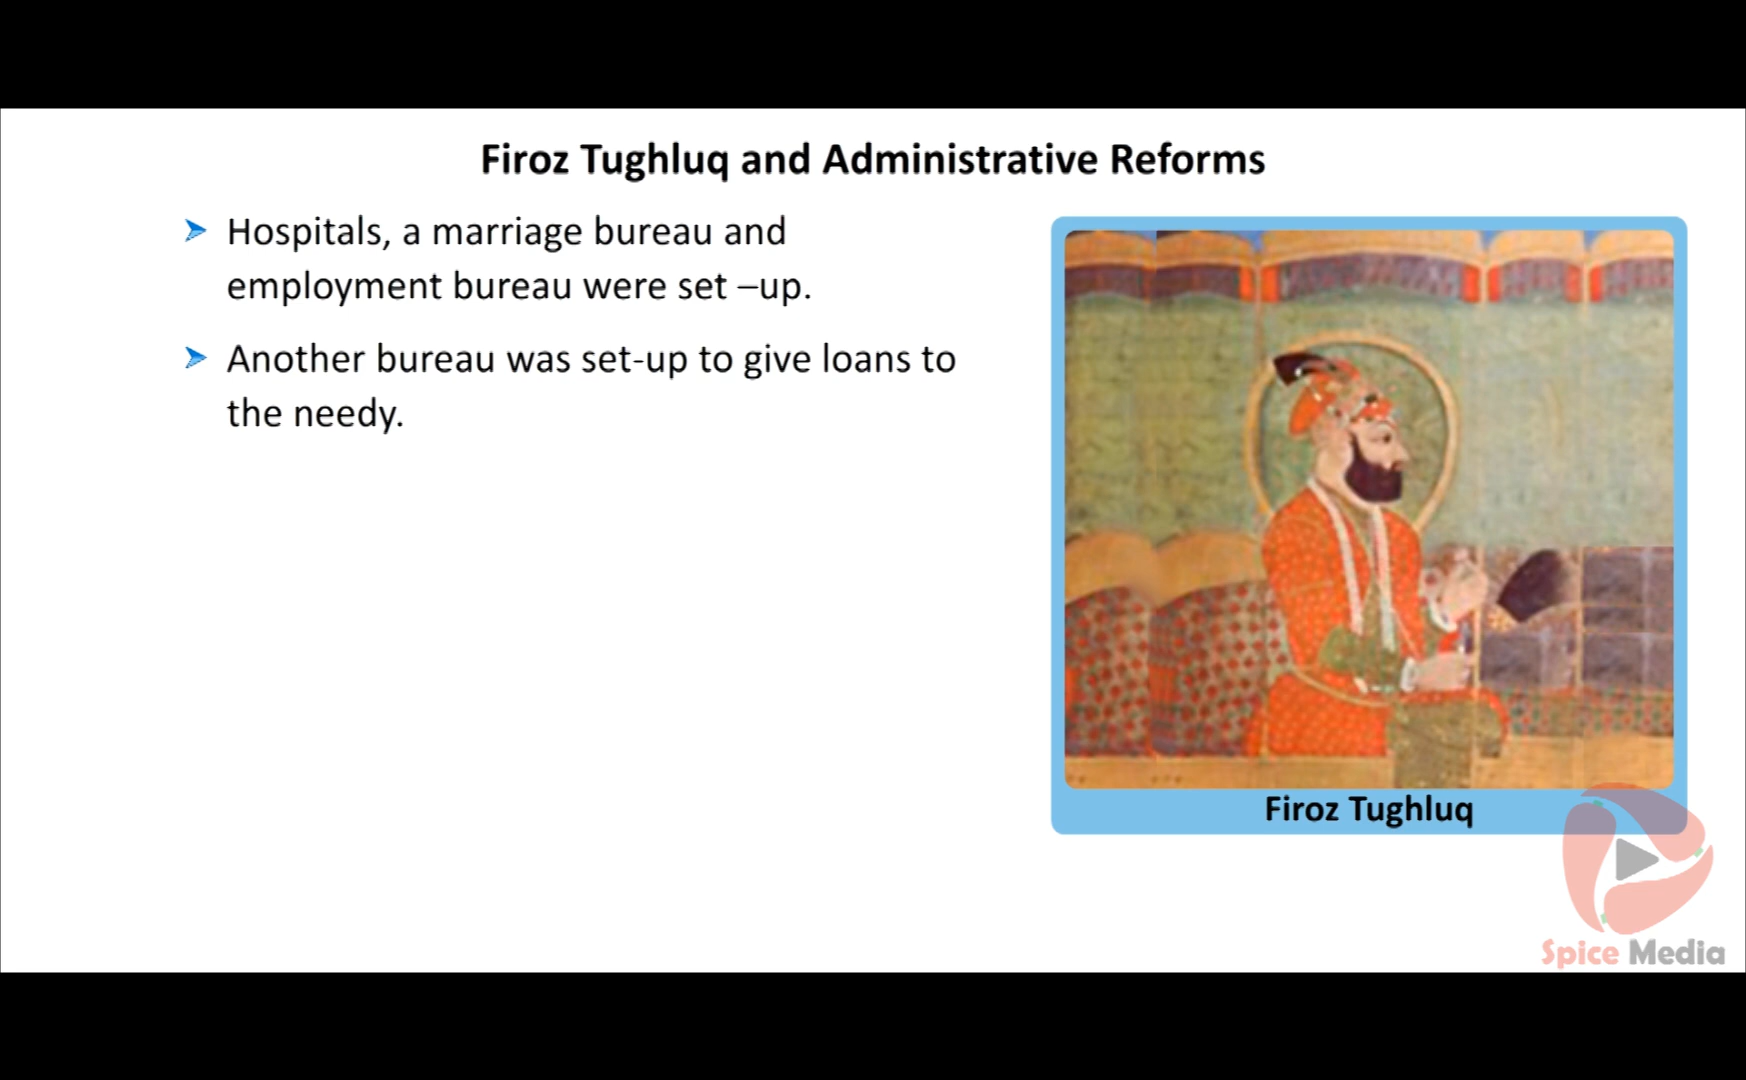 Firoz Tughluq and Administrative Reforms
Hospitals, a marriage bureau and
employment bureau were set –up.
Another bureau was set-up to give loans to
the needy.
Firoz Tughluq
Spice Media